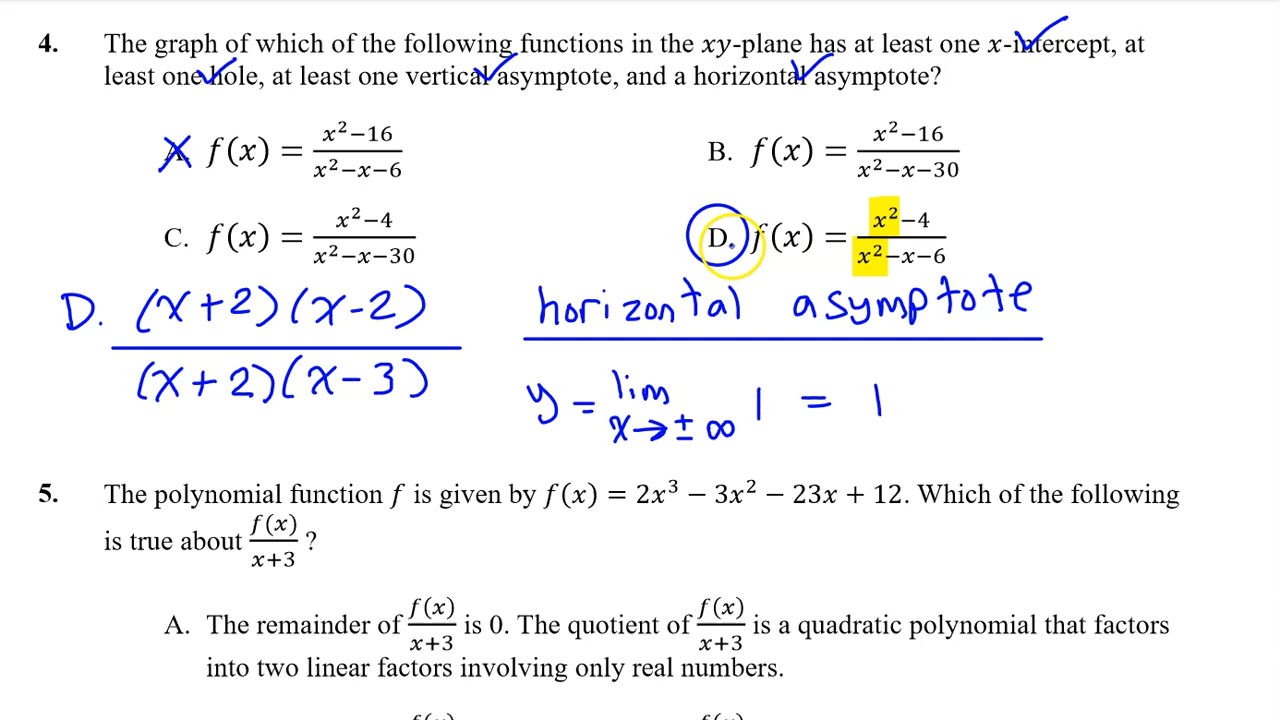 4. The graph of which of the following functions in the xy-plane has at least one x-intercept, at
least one hole, at least one vertical asymptote, and a horizontal asymptote?
A. f(x) = (x²−16)/(x²−x−6) B. f(x) = (x²−16)/(x²−x−30)
C. f(x) = (x²−4)/(x²−x−30) D. f(x) = (x²−4)/(x²−x−6)
D. (x+2)(x-2)/(x+2)(x-3)
horizontal asymptote
y = lim x→±∞ 1 = 1
5. The polynomial function f is given by f(x) = 2x³ − 3x² − 23x + 12. Which of the following
is true about f(x)/(x+3) ?
A. The remainder of f(x)/(x+3) is 0. The quotient of f(x)/(x+3) is a quadratic polynomial that factors
into two linear factors involving only real numbers.